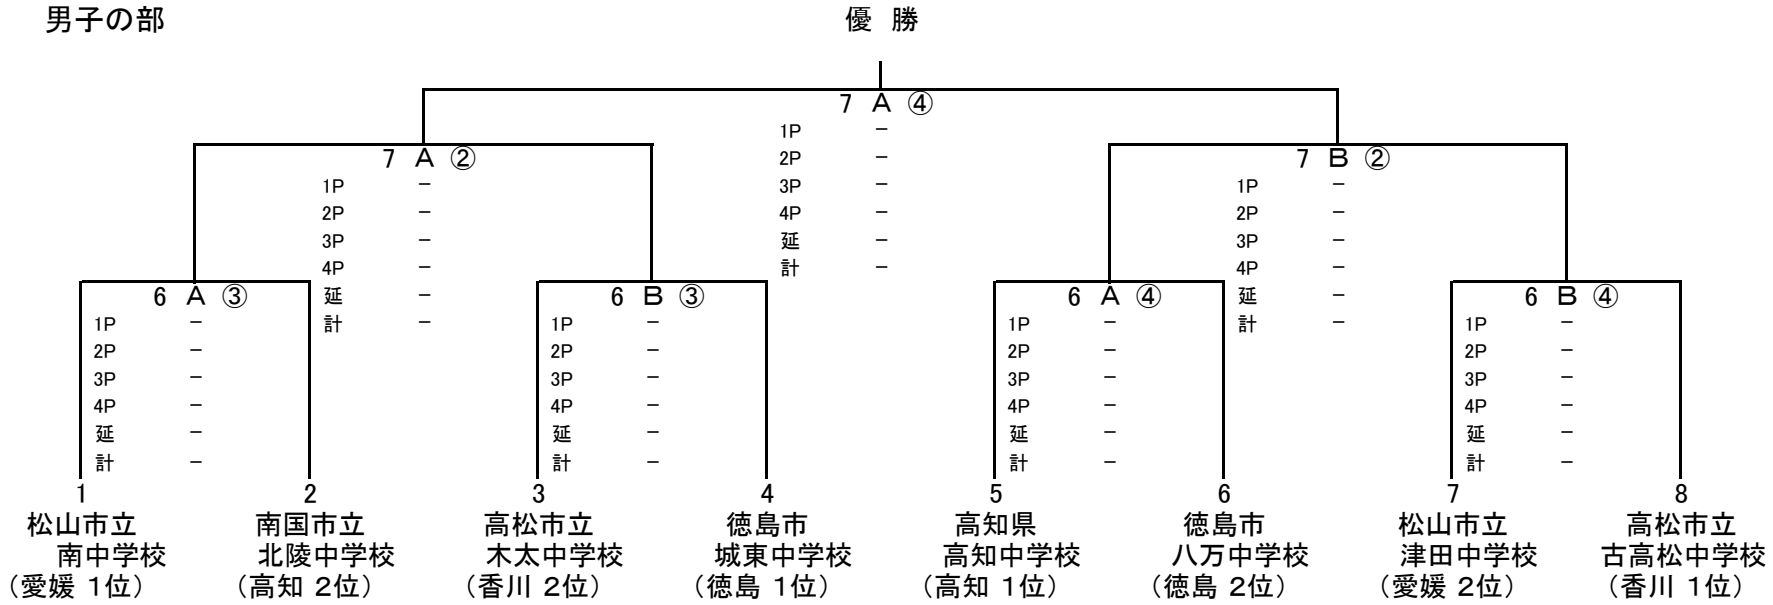 男子の部
優 勝
7 A ④
1P －
2P －
3P －
4P －
延 －
計 －
7 A ②
1P －
2P －
3P －
4P －
延 －
計 －
7 B ②
1P －
2P －
3P －
4P －
延 －
計 －
6 A ③
1P －
2P －
3P －
4P －
延 －
計 －
6 B ③
1P －
2P －
3P －
4P －
延 －
計 －
6 A ④
1P －
2P －
3P －
4P －
延 －
計 －
6 B ④
1P －
2P －
3P －
4P －
延 －
計 －
1
松山市立
南中学校
（愛媛 1位）
2
南国市立
北陵中学校
（高知 2位）
3
高松市立
木太中学校
（香川 2位）
4
徳島市
城東中学校
（徳島 1位）
5
高知県
高知中学校
（高知 1位）
6
徳島市
八万中学校
（徳島 2位）
7
松山市立
津田中学校
（愛媛 2位）
8
高松市立
古高松中学校
（香川 1位）